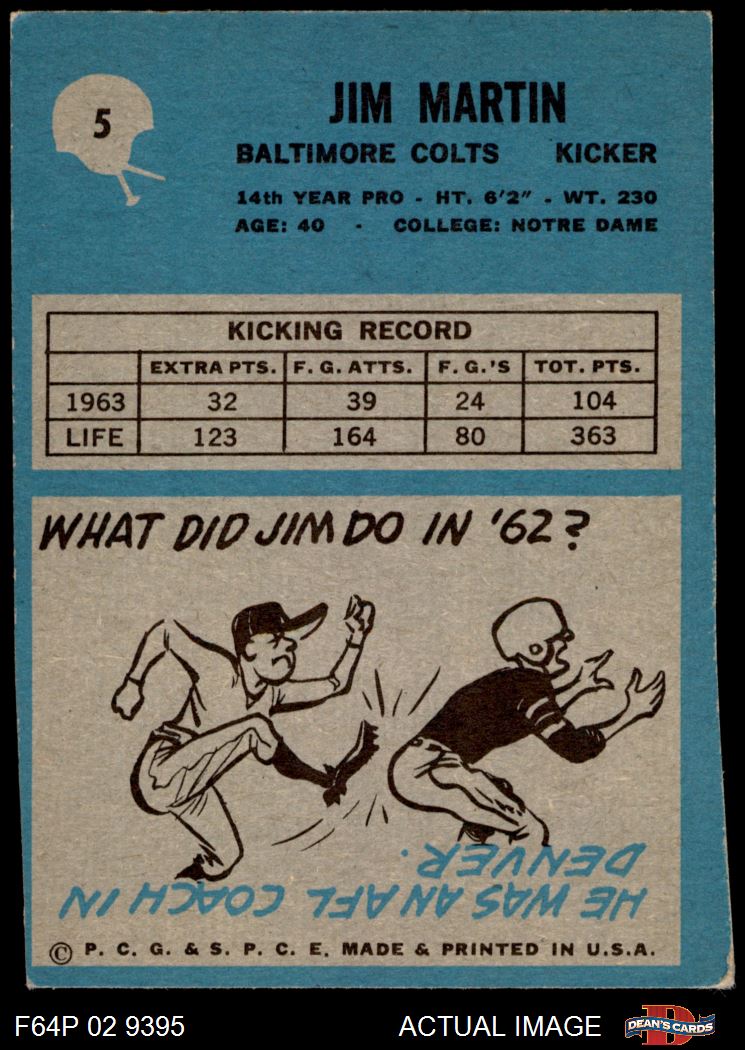 5
JIM MARTIN
BALTIMORE COLTS KICKER
14th YEAR PRO - HT. 6'2" - WT. 230
AGE: 40 - COLLEGE: NOTRE DAME
KICKING RECORD
EXTRA PTS. F. G. ATTS. F. G.'S TOT. PTS.
1963 32 39 24 104
LIFE 123 164 80 363
WHAT DID JIM DO IN '62?
HE WAS AN AFL COACH IN
DENVER.
© P. C. G. & S. P. C. E. MADE & PRINTED IN U.S.A.
F64P 02 9395 ACTUAL IMAGE
D
DEAN'S CARDS